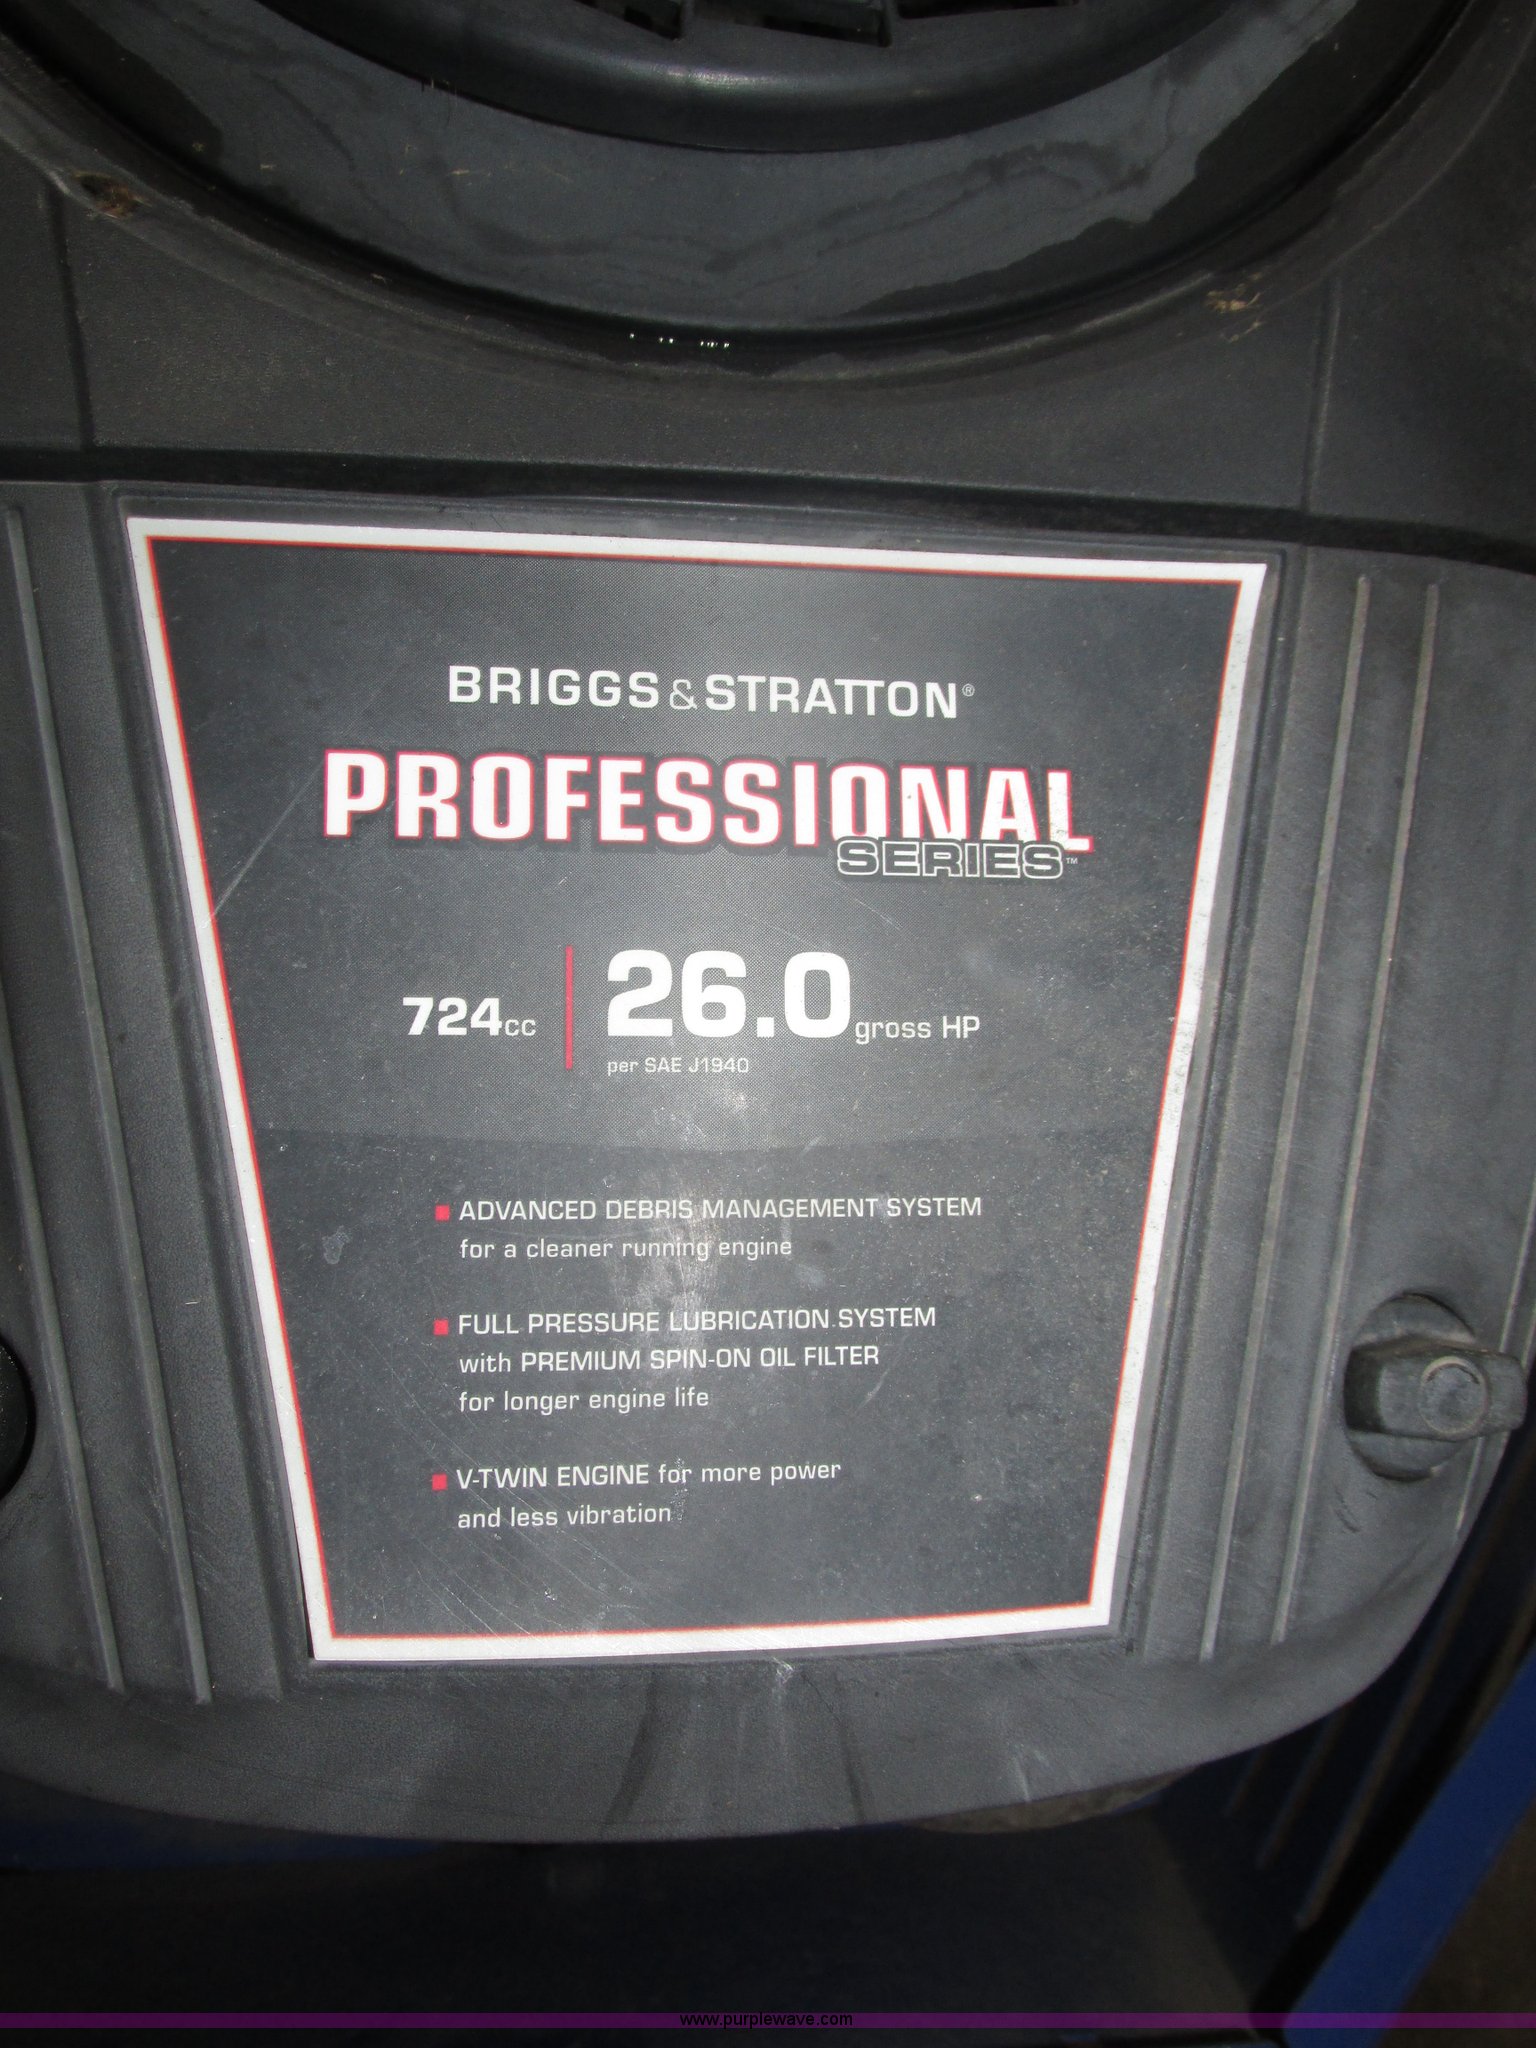 BRIGGS & STRATTON®
PROFESSIONAL
SERIES™
724cc
26.0 gross HP
per SAE J1940
ADVANCED DEBRIS MANAGEMENT SYSTEM
for a cleaner running engine
FULL PRESSURE LUBRICATION SYSTEM
with PREMIUM SPIN-ON OIL FILTER
for longer engine life
V-TWIN ENGINE for more power
and less vibration
www.purplewave.com